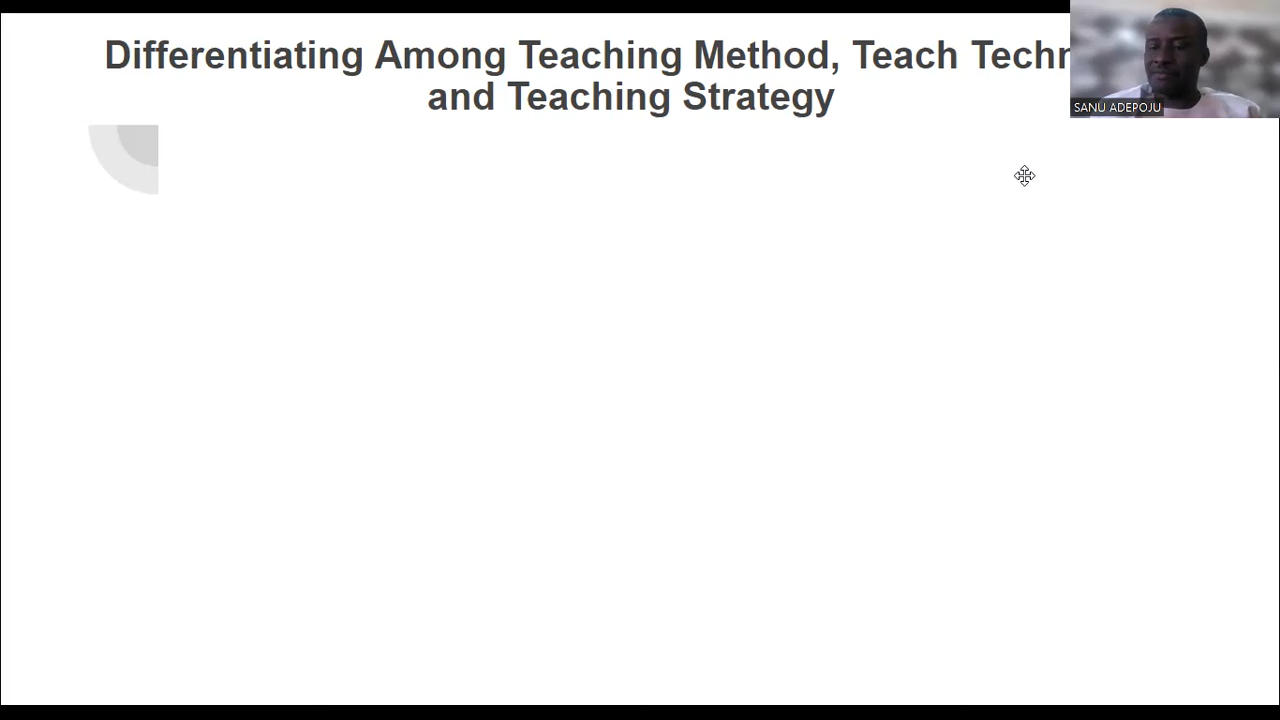 Differentiating Among Teaching Method, Teach
and Teaching Strategy
SANU ADEPOJU